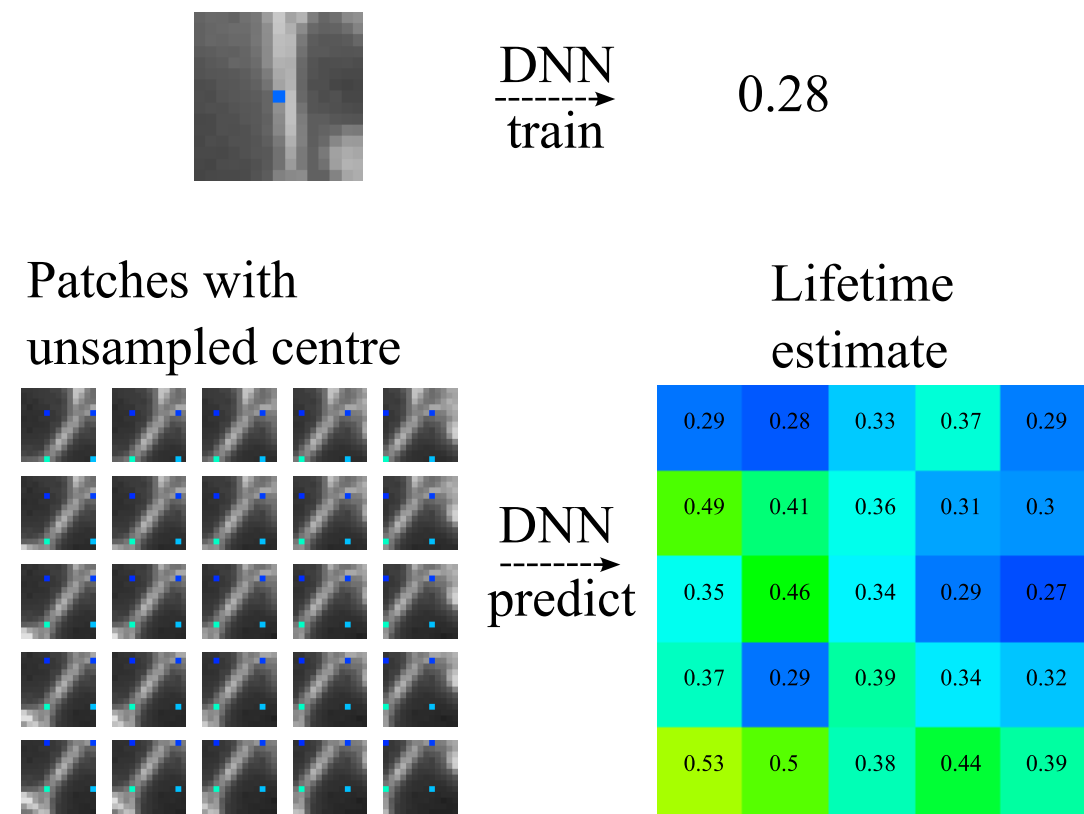 DNN
train
0.28
Patches with
unsampled centre
Lifetime
estimate
DNN
predict
0.29 0.28 0.33 0.37 0.29
0.49 0.41 0.36 0.31 0.3
0.35 0.46 0.34 0.29 0.27
0.37 0.29 0.39 0.34 0.32
0.53 0.5 0.38 0.44 0.39